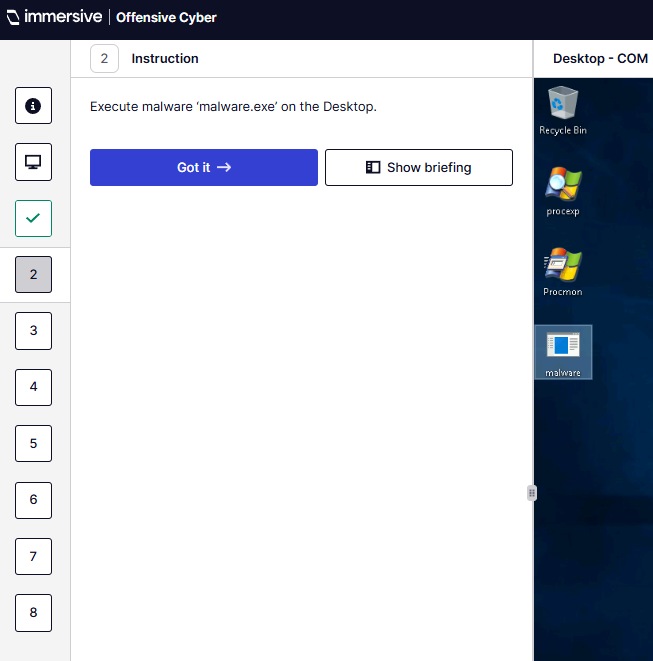 immersive | Offensive Cyber
2 Instruction
Desktop - COM
Execute malware ‘malware.exe’ on the Desktop.
Got it →
Show briefing
2
3
4
5
6
7
8
Recycle Bin
procexp
Procmon
malware